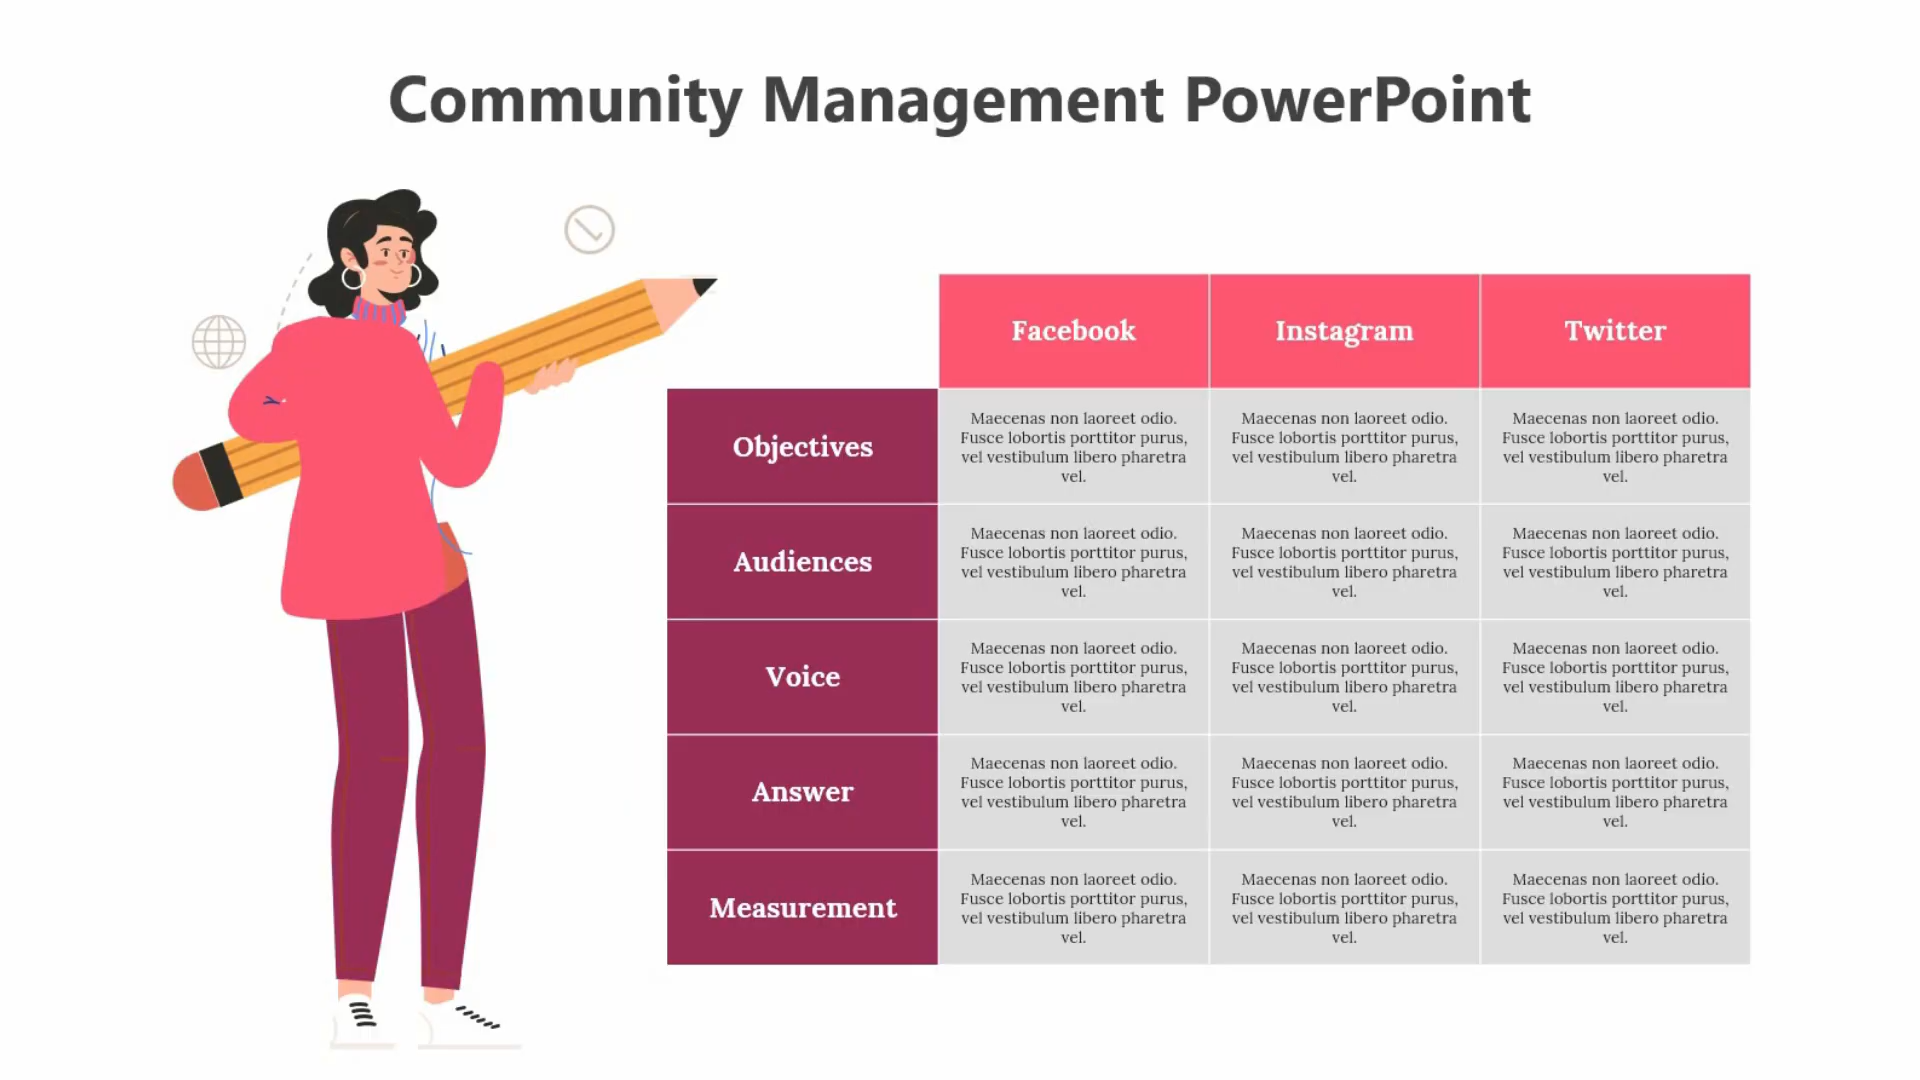 Community Management PowerPoint
Facebook Instagram Twitter
Objectives
Maecenas non laoreet odio.
Fusce lobortis porttitor purus,
vel vestibulum libero pharetra
vel.
Maecenas non laoreet odio.
Fusce lobortis porttitor purus,
vel vestibulum libero pharetra
vel.
Maecenas non laoreet odio.
Fusce lobortis porttitor purus,
vel vestibulum libero pharetra
vel.
Audiences
Maecenas non laoreet odio.
Fusce lobortis porttitor purus,
vel vestibulum libero pharetra
vel.
Maecenas non laoreet odio.
Fusce lobortis porttitor purus,
vel vestibulum libero pharetra
vel.
Maecenas non laoreet odio.
Fusce lobortis porttitor purus,
vel vestibulum libero pharetra
vel.
Voice
Maecenas non laoreet odio.
Fusce lobortis porttitor purus,
vel vestibulum libero pharetra
vel.
Maecenas non laoreet odio.
Fusce lobortis porttitor purus,
vel vestibulum libero pharetra
vel.
Maecenas non laoreet odio.
Fusce lobortis porttitor purus,
vel vestibulum libero pharetra
vel.
Answer
Maecenas non laoreet odio.
Fusce lobortis porttitor purus,
vel vestibulum libero pharetra
vel.
Maecenas non laoreet odio.
Fusce lobortis porttitor purus,
vel vestibulum libero pharetra
vel.
Maecenas non laoreet odio.
Fusce lobortis porttitor purus,
vel vestibulum libero pharetra
vel.
Measurement
Maecenas non laoreet odio.
Fusce lobortis porttitor purus,
vel vestibulum libero pharetra
vel.
Maecenas non laoreet odio.
Fusce lobortis porttitor purus,
vel vestibulum libero pharetra
vel.
Maecenas non laoreet odio.
Fusce lobortis porttitor purus,
vel vestibulum libero pharetra
vel.